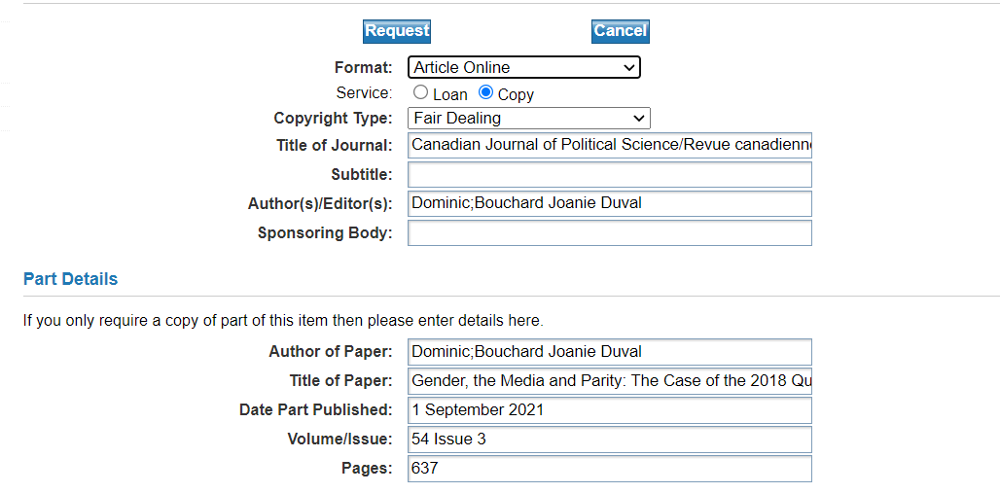 Request Cancel
Format: Article Online
Service: Loan Copy
Copyright Type: Fair Dealing
Title of Journal: Canadian Journal of Political Science/Revue canadienn
Subtitle:
Author(s)/Editor(s): Dominic;Bouchard Joanie Duval
Sponsoring Body:
Part Details
If you only require a copy of part of this item then please enter details here.
Author of Paper: Dominic;Bouchard Joanie Duval
Title of Paper: Gender, the Media and Parity: The Case of the 2018 Qu
Date Part Published: 1 September 2021
Volume/Issue: 54 Issue 3
Pages: 637